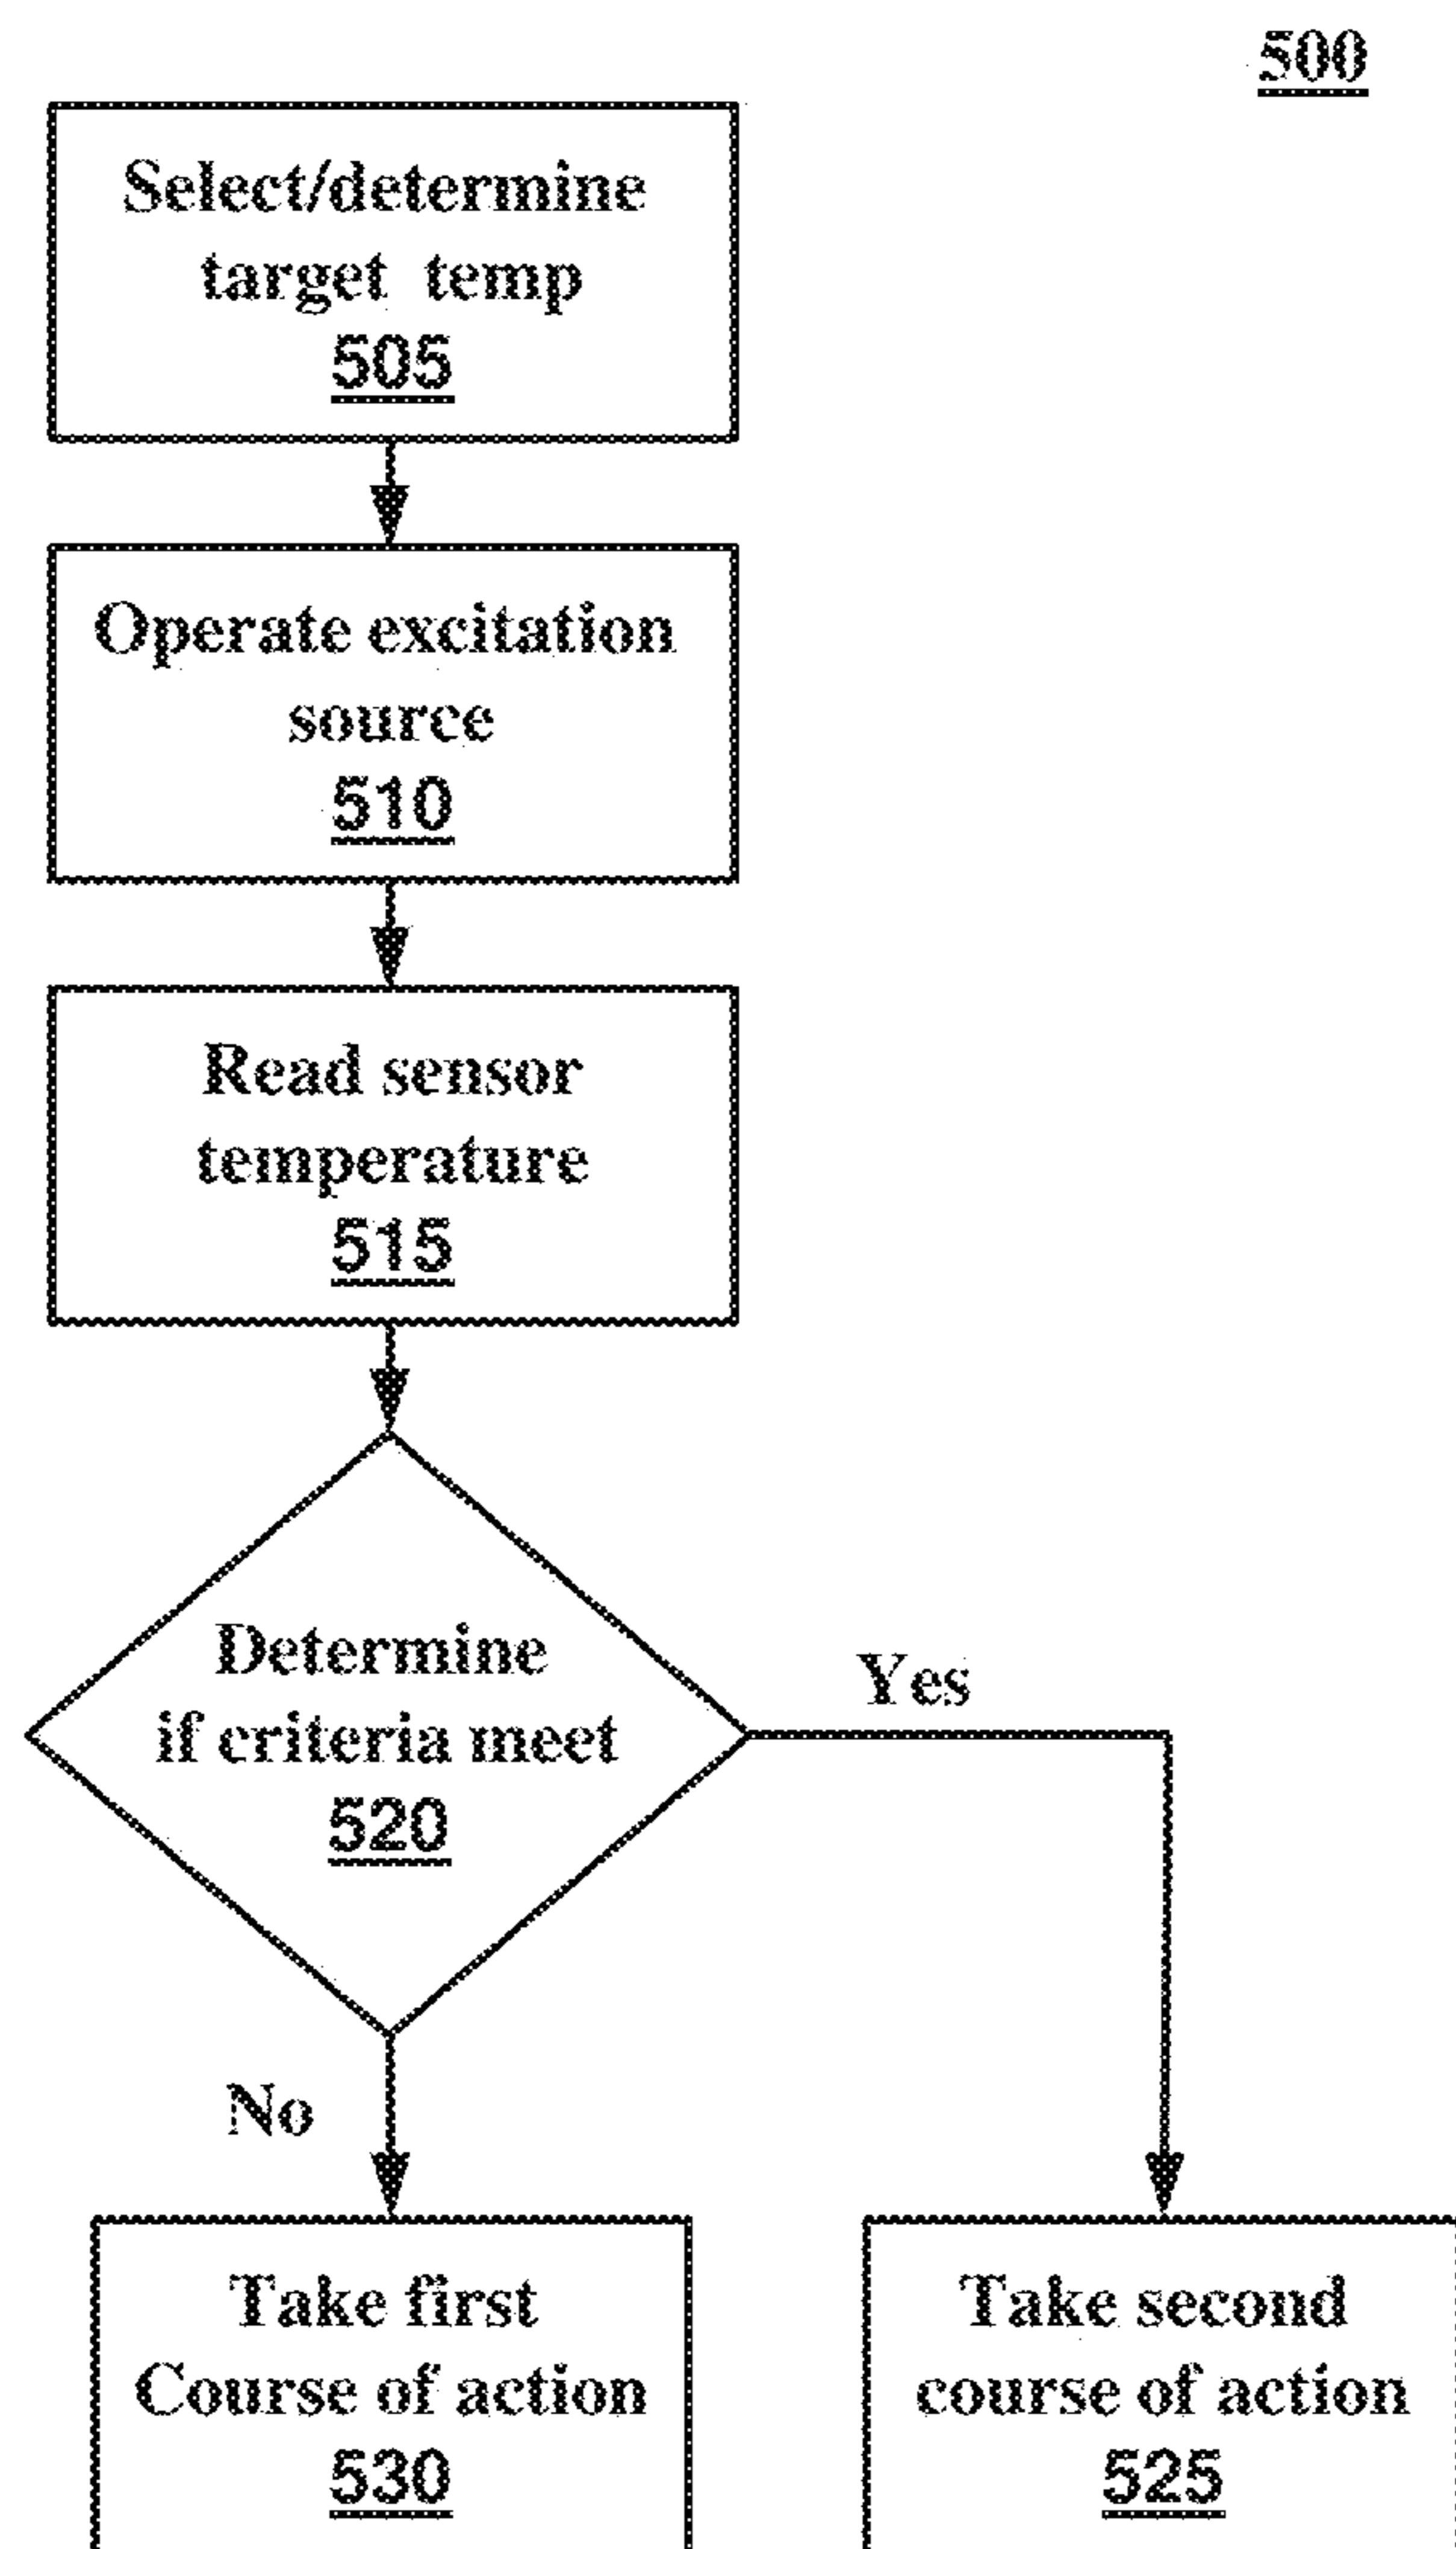 500
Select/determine
target temp
505
Operate excitation
source
510
Read sensor
temperature
515
Determine
if criteria meet
520
Yes
No
Take first
Course of action
530
Take second
course of action
525